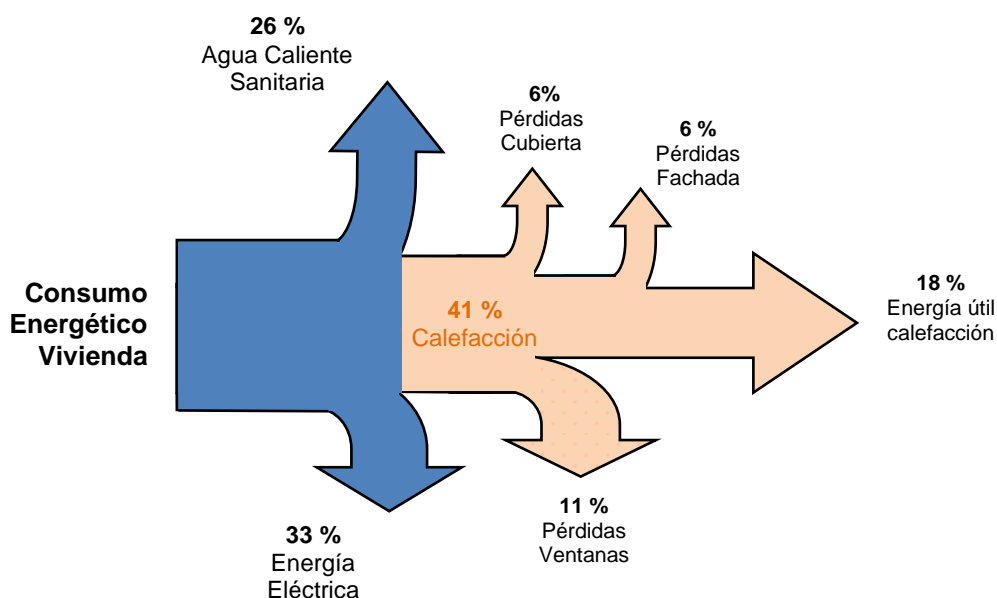 26 %
Agua Caliente
Sanitaria
6%
Pérdidas
Cubierta
6 %
Pérdidas
Fachada
Consumo
Energético
Vivienda
41 %
Calefacción
18 %
Energía útil
calefacción
33 %
Energía
Eléctrica
11 %
Pérdidas
Ventanas